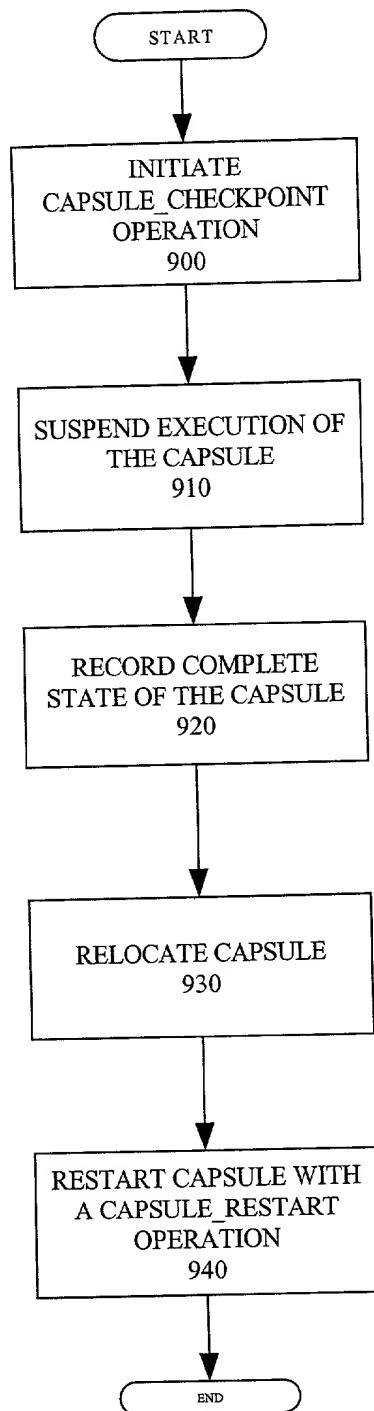 START
INITIATE
CAPSULE_CHECKPOINT
OPERATION
900
SUSPEND EXECUTION OF
THE CAPSULE
910
RECORD COMPLETE
STATE OF THE CAPSULE
920
RELOCATE CAPSULE
930
RESTART CAPSULE WITH
A CAPSULE_RESTART
OPERATION
940
END